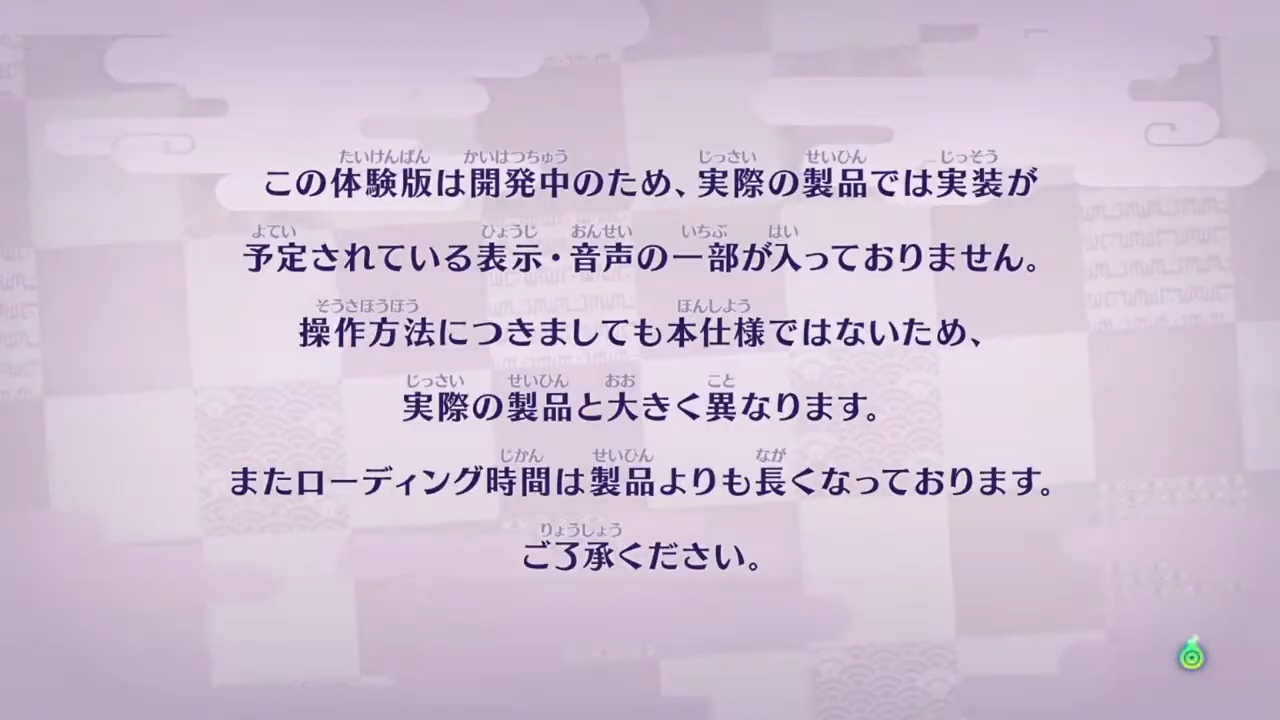 この体験版は開発中のため、実際の製品では実装が
予定されている表示・音声の一部が入っておりません。
操作方法につきましても本仕様ではないため、
実際の製品と大きく異なります。
またローディング時間は製品よりも長くなっております。
ご了承ください。